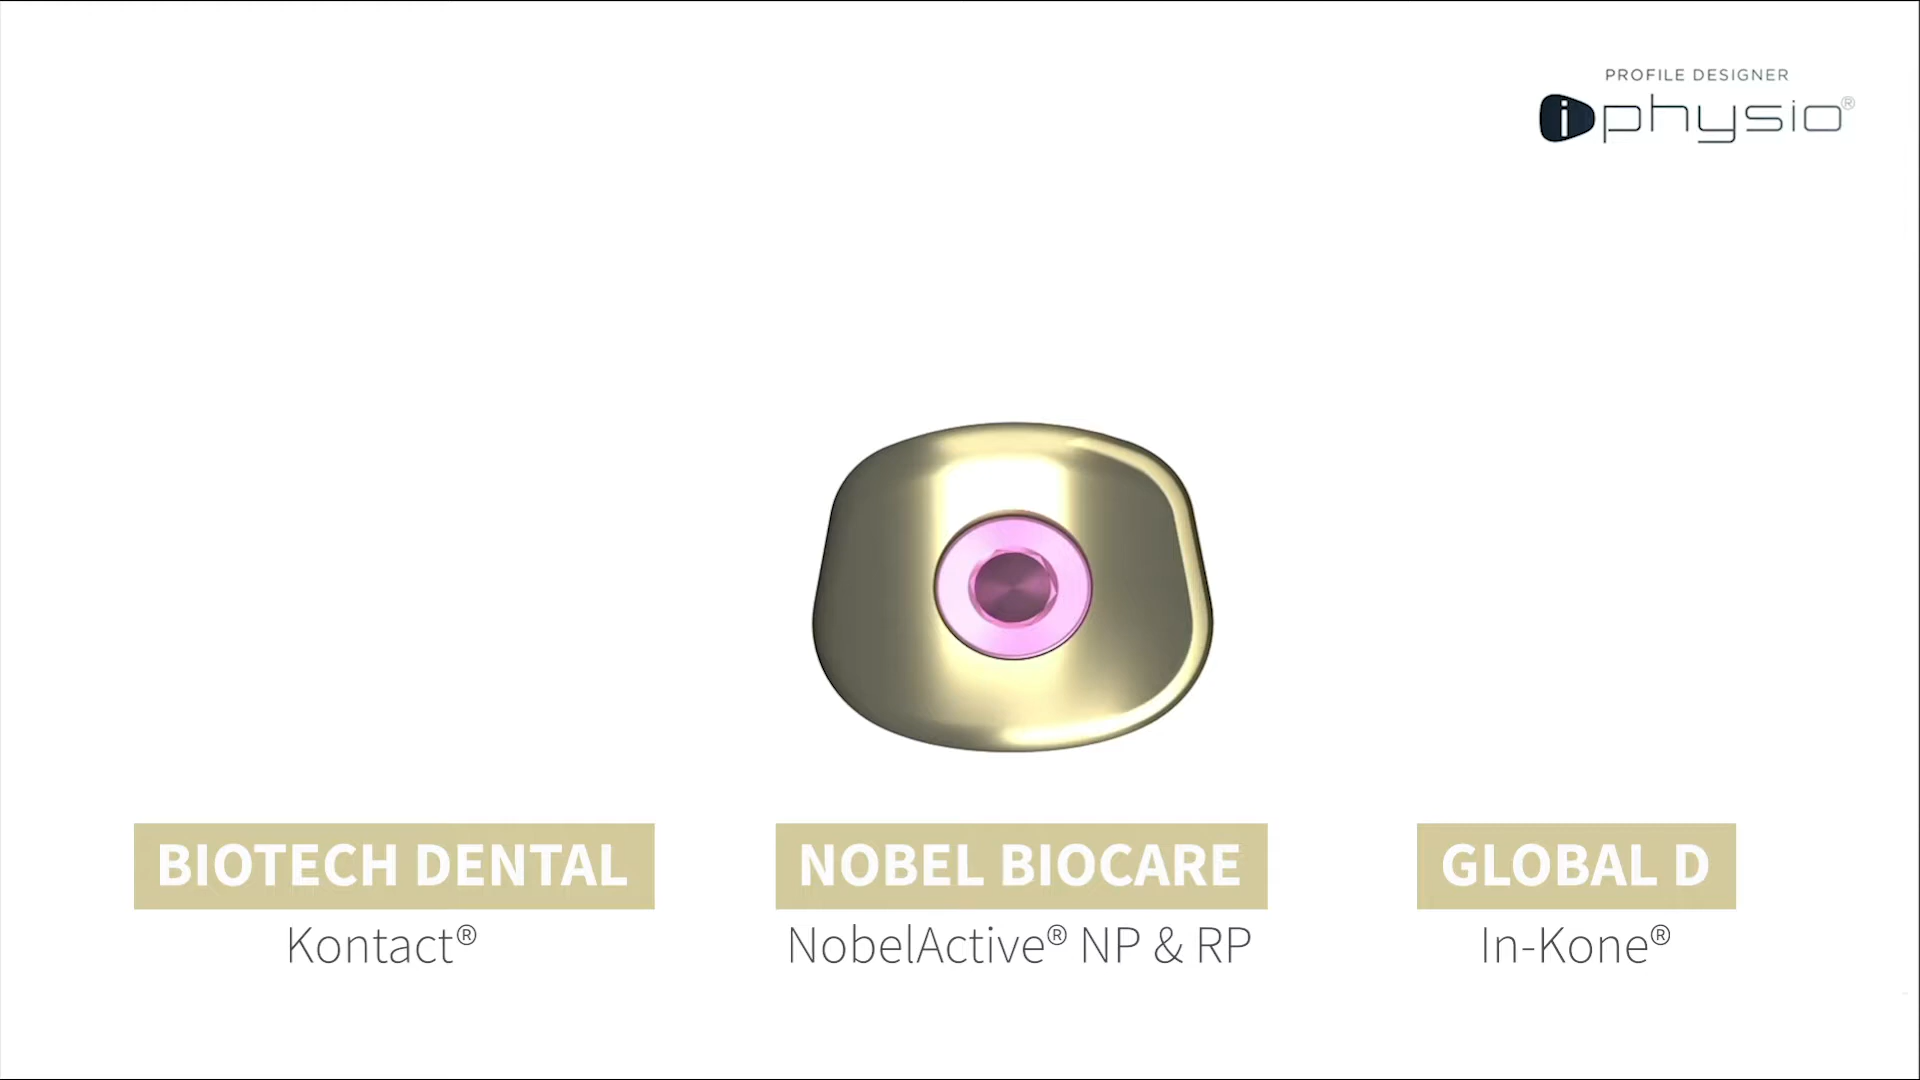 PROFILE DESIGNER
iphysio®
BIOTECH DENTAL
Kontact®
NOBEL BIOCARE
NobelActive® NP & RP
GLOBAL D
In-Kone®